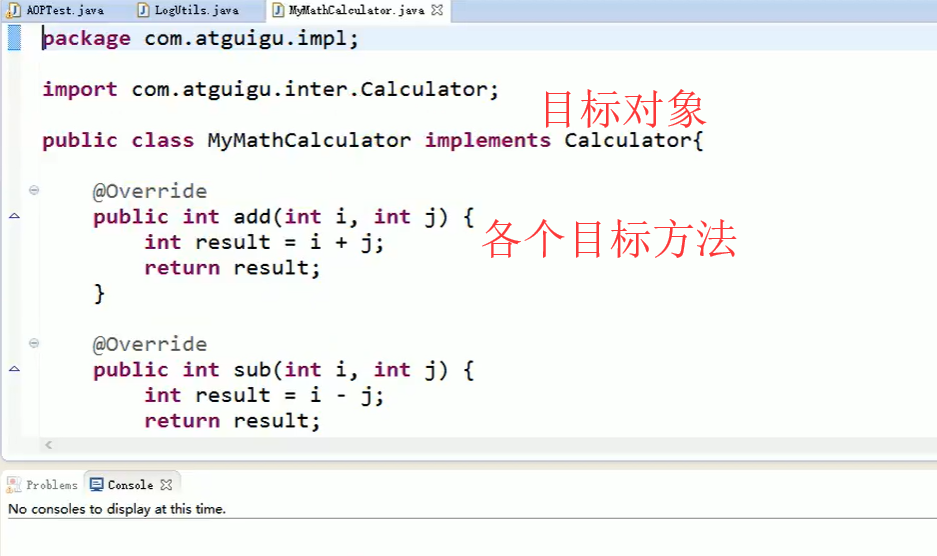 AOPTest.java LogUtils.java MyMathCalculator.java
package com.atguigu.impl;
import com.atguigu.inter.Calculator;
目标对象
public class MyMathCalculator implements Calculator{
@Override
public int add(int i, int j) {
各个目标方法
int result = i + j;
return result;
}
@Override
public int sub(int i, int j) {
int result = i - j;
return result;
Problems Console
No consoles to display at this time.